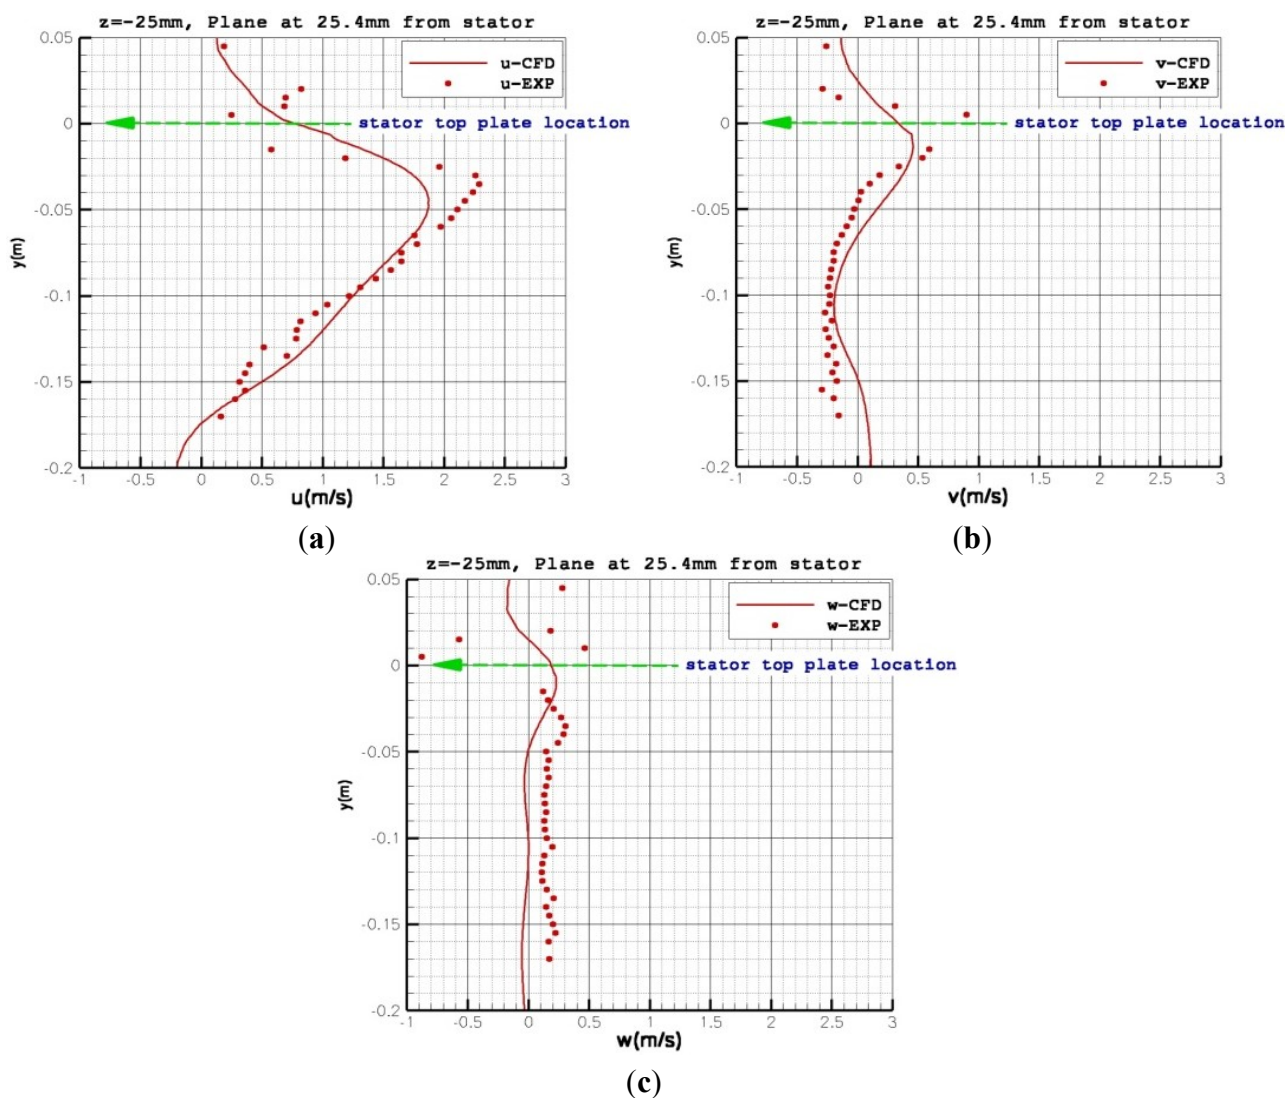 z=-25mm, Plane at 25.4mm from stator
0.05
u-CFD
u-EXP
0
stator top plate location
-0.05
y(m)
-0.1
-0.15
-0.2
-1 -0.5 0 0.5 1 1.5 2 2.5 3
u(m/s)
(a)
z=-25mm, Plane at 25.4mm from stator
0.05
v-CFD
v-EXP
0
stator top plate location
-0.05
y(m)
-0.1
-0.15
-0.2
-1 -0.5 0 0.5 1 1.5 2 2.5 3
v(m/s)
(b)
z=-25mm, Plane at 25.4mm from stator
0.05
w-CFD
w-EXP
0
stator top plate location
-0.05
y(m)
-0.1
-0.15
-0.2
-1 -0.5 0 0.5 1 1.5 2 2.5 3
w(m/s)
(c)